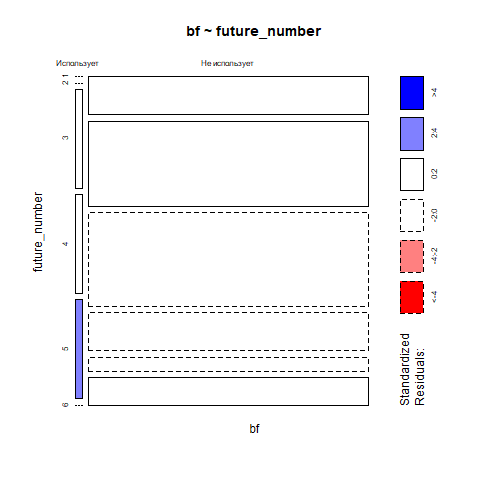 bf ~ future_number
Использует
Не использует
1
2
3
4
5
6
future_number
bf
>4
2:4
0:2
-2:0
-4:-2
<-4
Standardized
Residuals: